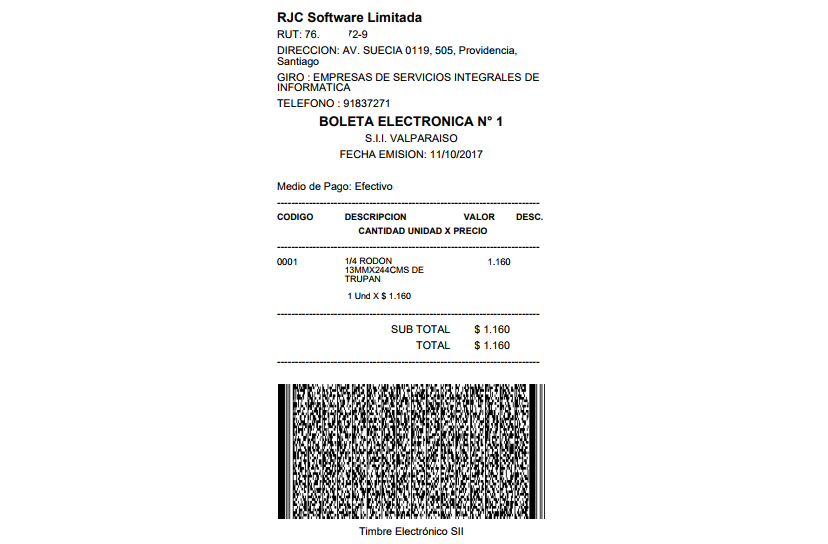 RJC Software Limitada
RUT: 76. 72-9
DIRECCION: AV. SUECIA 0119, 505, Providencia,
Santiago
GIRO : EMPRESAS DE SERVICIOS INTEGRALES DE
INFORMATICA
TELEFONO : 91837271
BOLETA ELECTRONICA N° 1
S.I.I. VALPARAISO
FECHA EMISION: 11/10/2017
Medio de Pago: Efectivo
CODIGO DESCRIPCION VALOR DESC.
CANTIDAD UNIDAD X PRECIO
0001 1/4 RODON 1.160
13MMX244CMS DE
TRUPAN
1 Und X $ 1.160
SUB TOTAL $ 1.160
TOTAL $ 1.160
Timbre Electrónico SII